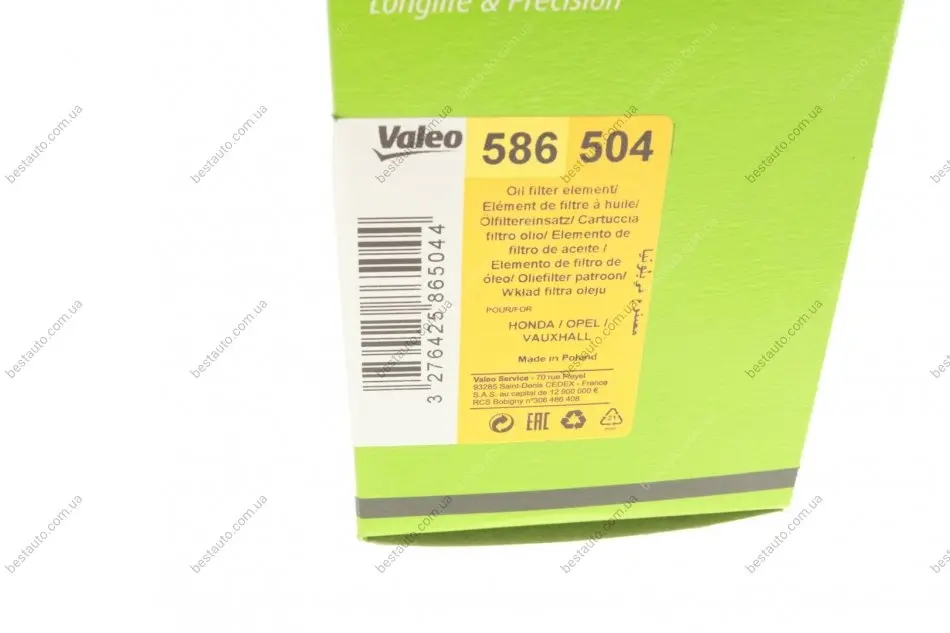 Longlife & Precision
Valeo
586 504
Oil filter element/
Elément de filtre à huile/
Ölfiltereinsatz/ Cartuccia
filtro olio/ Elemento de
filtro de aceite /
Elemento de filtro de
óleo/ Oliefilter patroon/
Wkład filtra oleju
POUR/FOR
HONDA / OPEL /
VAUXHALL
Made in Poland
Valeo Service - 70 rue Pleyel
93285 Saint-Denis CEDEX - France
S.A.S. au capital de 12 900 000 €
RCS Bobigny n°306 486 408
EAC
21
3 276425 865044
bestauto.com.ua